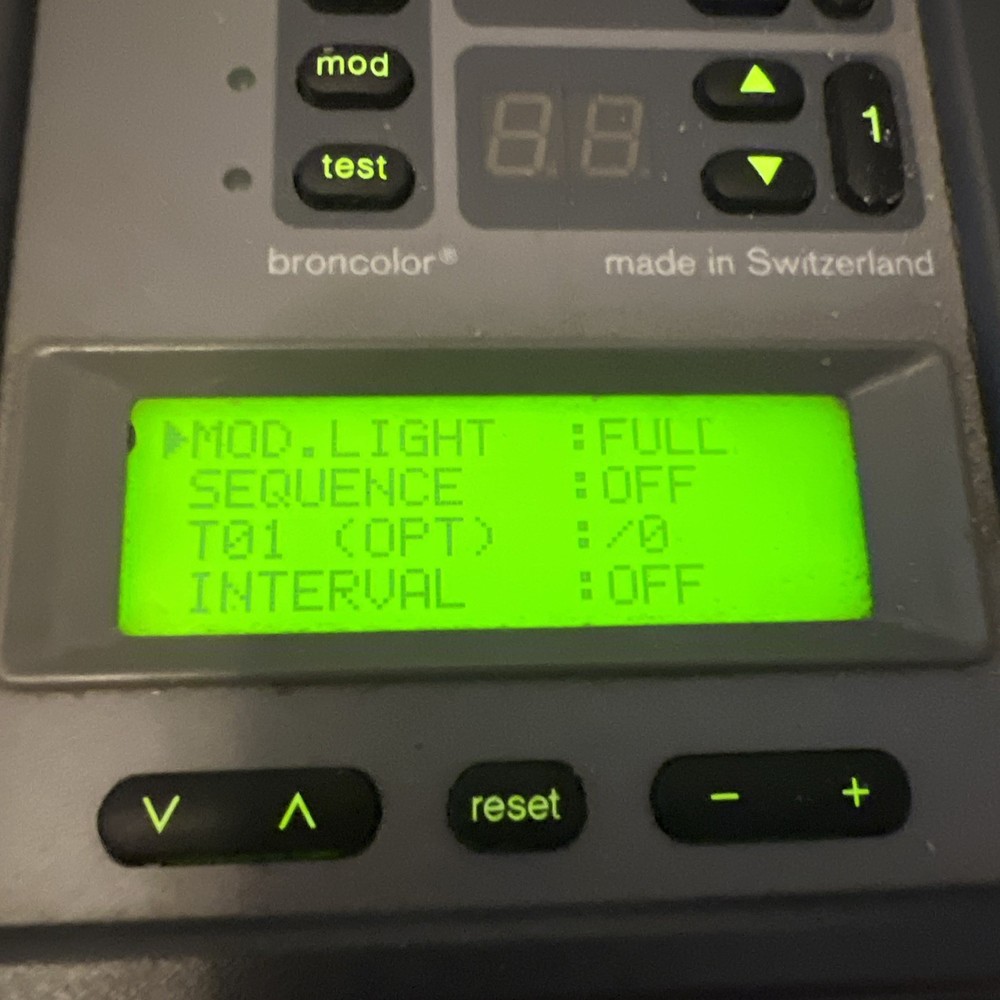 mod
▲
1
test
▼
broncolor® made in Switzerland
▶MOD.LIGHT :FULL
SEQUENCE :OFF
T01 (OPT) :/0
INTERVAL :OFF
∨ ∧ reset − +